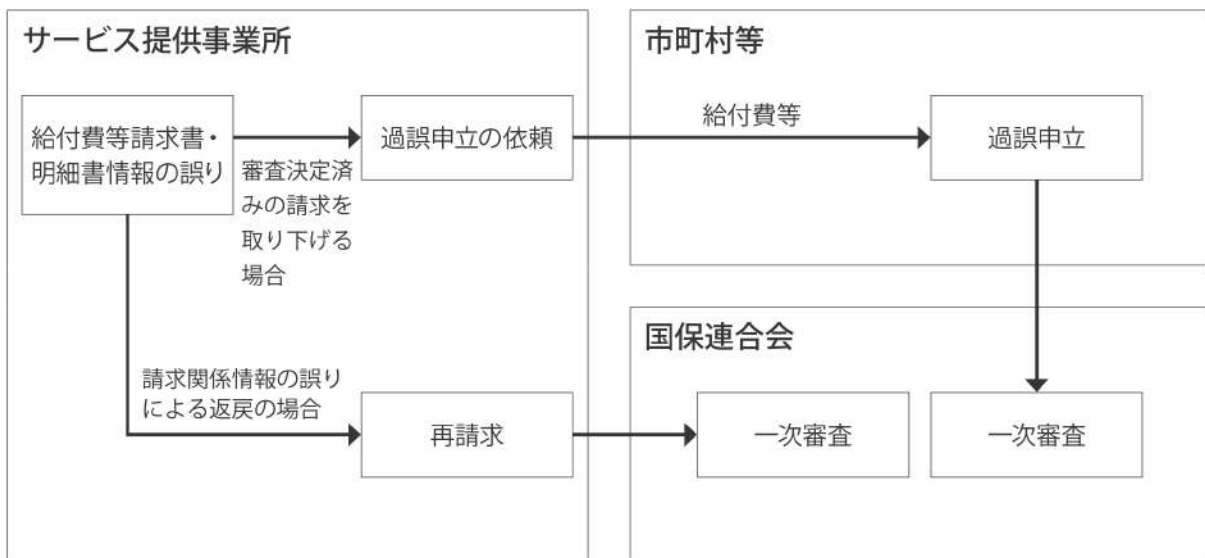 サービス提供事業所
給付費等請求書・
明細書情報の誤り
審査決定済
みの請求を
取り下げる
場合
過誤申立の依頼
請求関係情報の誤り
による返戻の場合
再請求
市町村等
給付費等
過誤申立
国保連合会
一次審査
一次審査